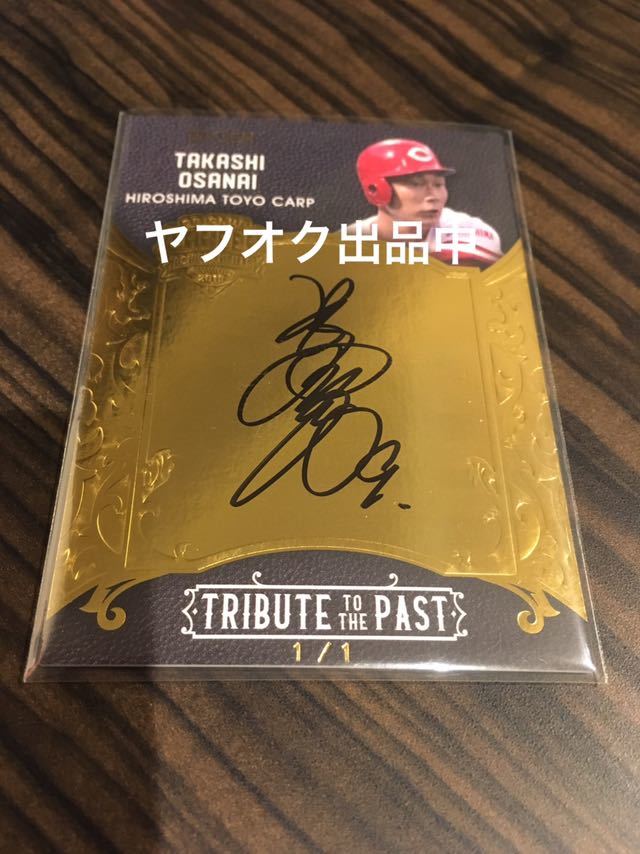 TAKASHI
OSANAI
HIROSHIMA TOYO CARP
ヤフオク出品中
TRIBUTE TO THE PAST
1/1